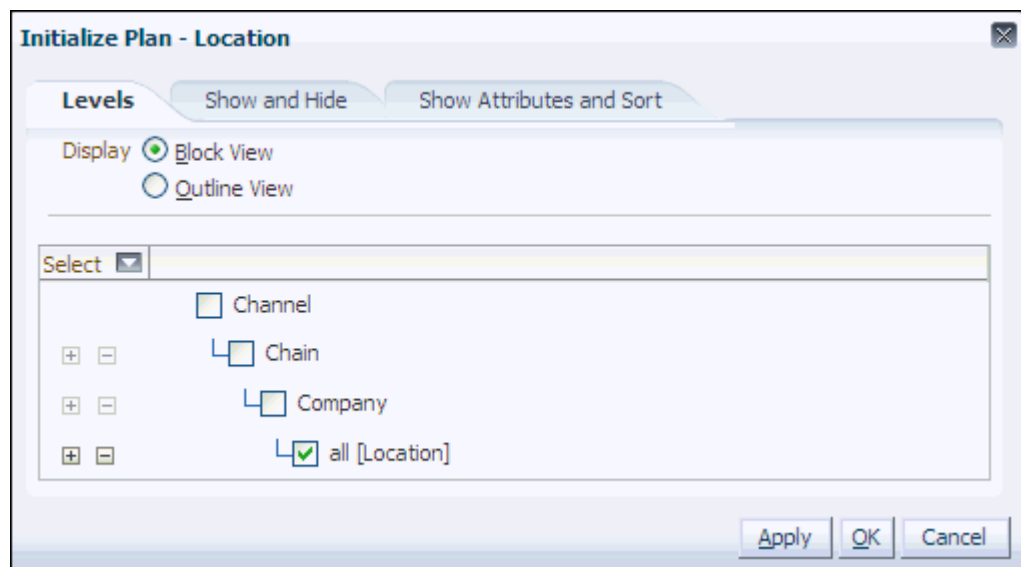 Initialize Plan - Location
Levels Show and Hide Show Attributes and Sort
Display Block View
Outline View
Select
Channel
Chain
Company
all [Location]
Apply OK Cancel